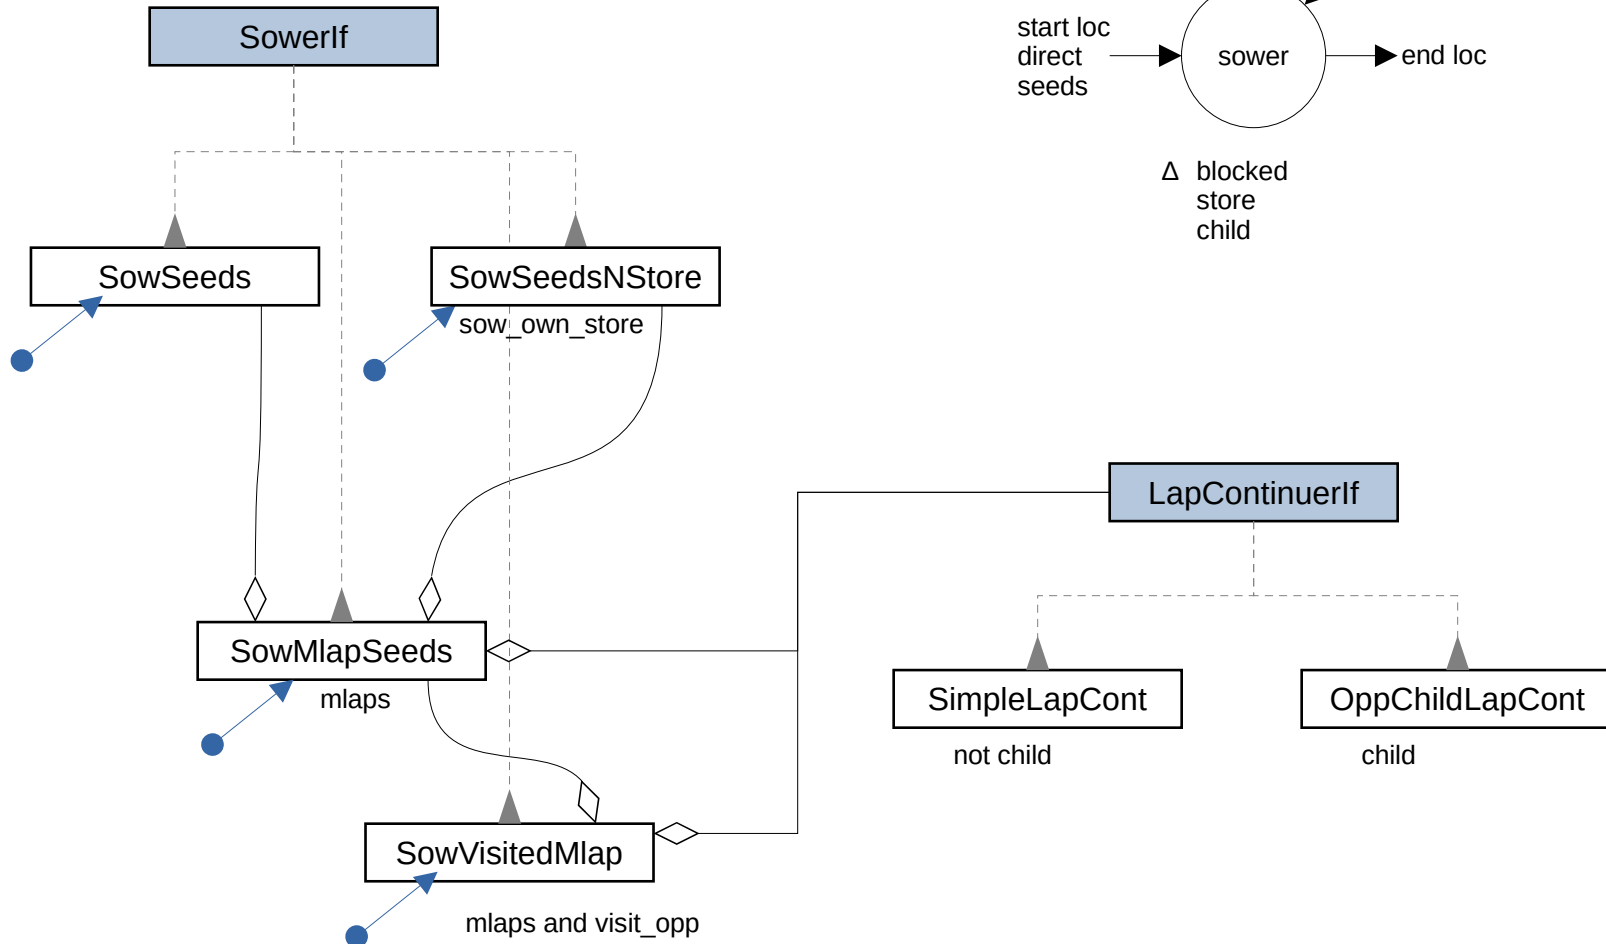 SowerIf
start loc
direct
seeds
sower
end loc
Δ blocked
store
child
SowSeeds
SowSeedsNStore
sow_own_store
LapContinuerIf
SowMlapSeeds
mlaps
SimpleLapCont
not child
OppChildLapCont
child
SowVisitedMlap
mlaps and visit_opp